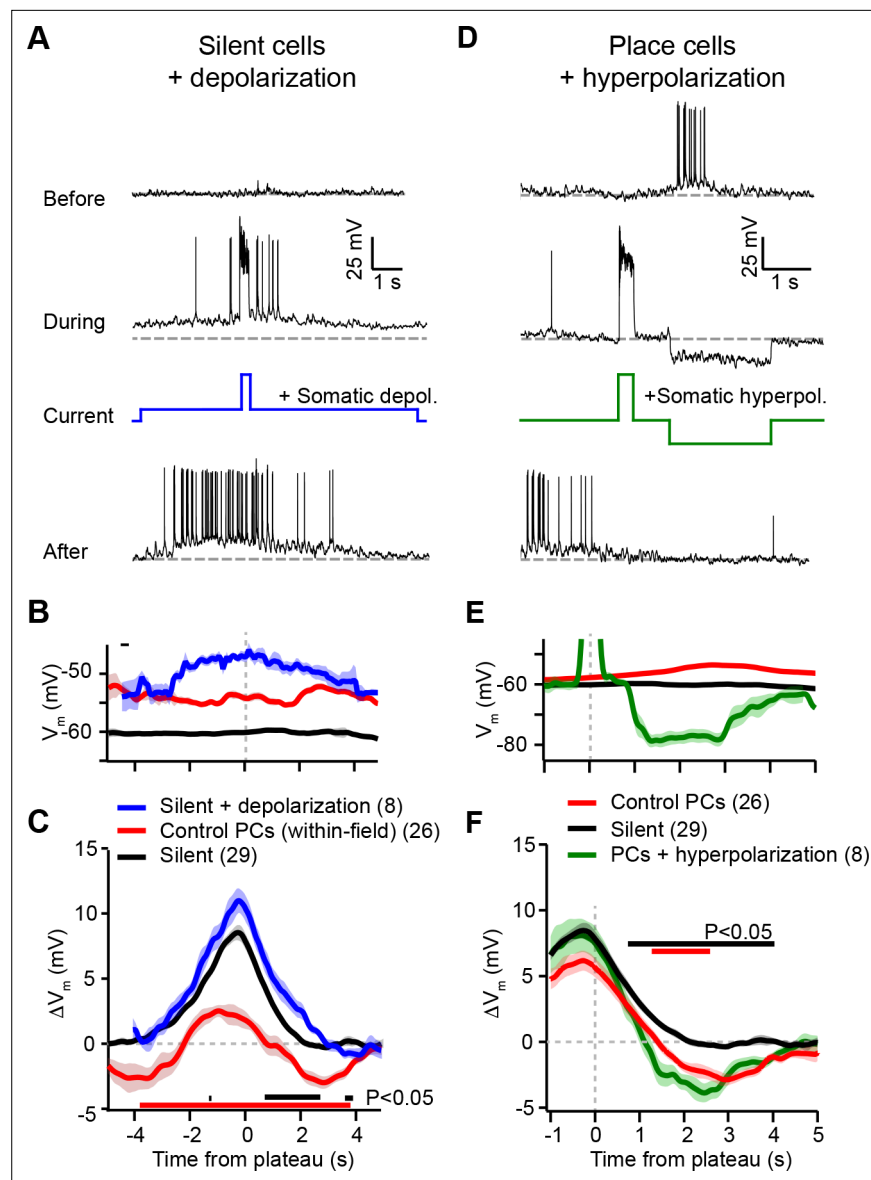 A
Silent cells
+ depolarization
D
Place cells
+ hyperpolarization
Before
25 mV
1 s
25 mV
1 s
During
Current
+ Somatic depol.
+Somatic hyperpol.
After
B
-50
-60
Vm (mV)
E
-60
-80
Vm (mV)
C
Silent + depolarization (8)
Control PCs (within-field) (26)
Silent (29)
15
10
5
0
-5
ΔVm (mV)
P<0.05
-4 -2 0 2 4
Time from plateau (s)
F
Control PCs (26)
Silent (29)
PCs + hyperpolarization (8)
15
10
5
0
-5
ΔVm (mV)
P<0.05
-1 0 1 2 3 4 5
Time from plateau (s)